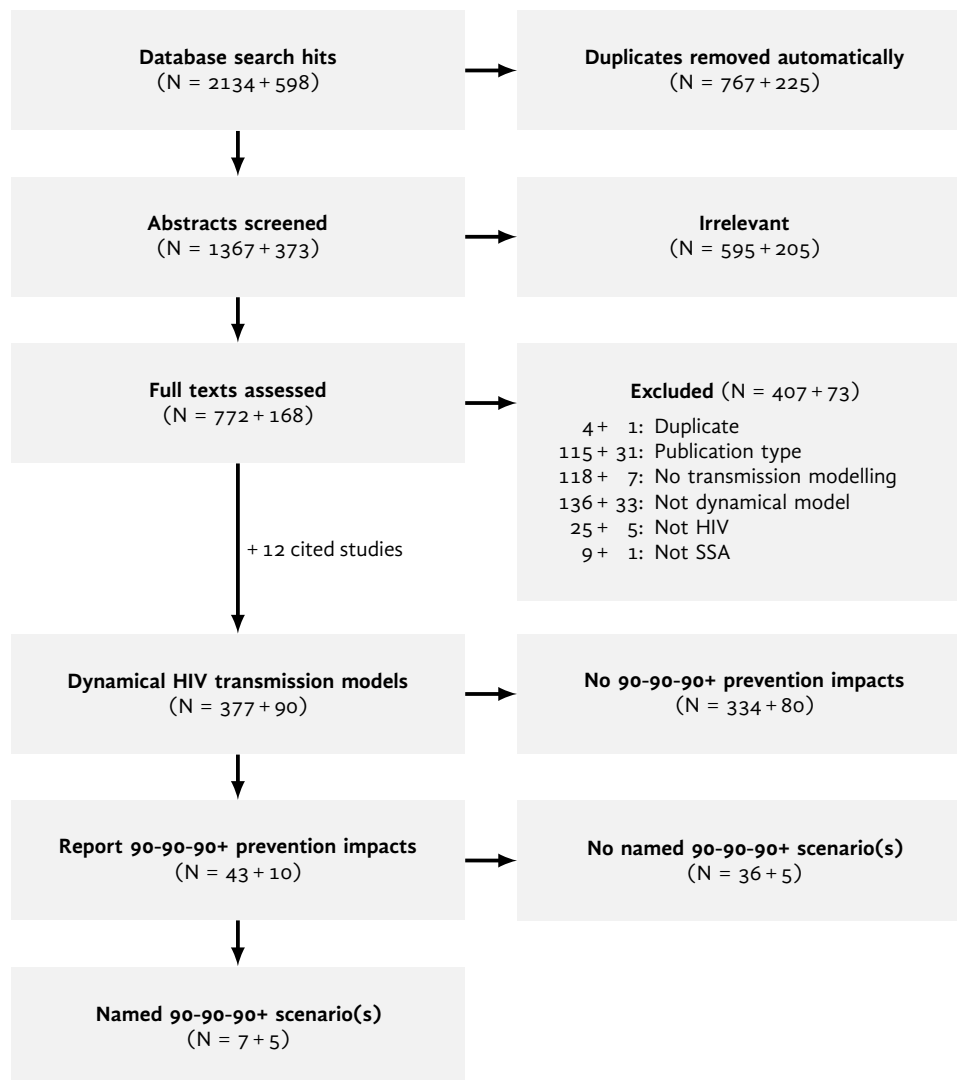 Database search hits
(N = 2134 + 598)
Duplicates removed automatically
(N = 767 + 225)
Abstracts screened
(N = 1367 + 373)
Irrelevant
(N = 595 + 205)
Full texts assessed
(N = 772 + 168)
Excluded (N = 407 + 73)
4 + 1: Duplicate
115 + 31: Publication type
118 + 7: No transmission modelling
136 + 33: Not dynamical model
25 + 5: Not HIV
9 + 1: Not SSA
+ 12 cited studies
Dynamical HIV transmission models
(N = 377 + 90)
No 90-90-90+ prevention impacts
(N = 334 + 80)
Report 90-90-90+ prevention impacts
(N = 43 + 10)
No named 90-90-90+ scenario(s)
(N = 36 + 5)
Named 90-90-90+ scenario(s)
(N = 7 + 5)